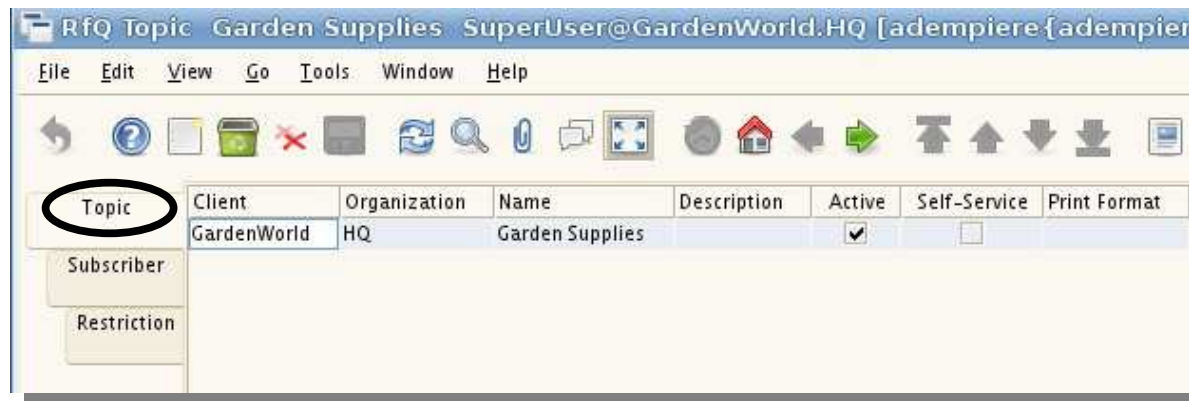 RfQ Topic Garden Supplies SuperUser@GardenWorld.HQ [adempiere{adempier
File Edit View Go Tools Window Help
Topic
Subscriber
Restriction
Client Organization Name Description Active Self-Service Print Format
GardenWorld HQ Garden Supplies